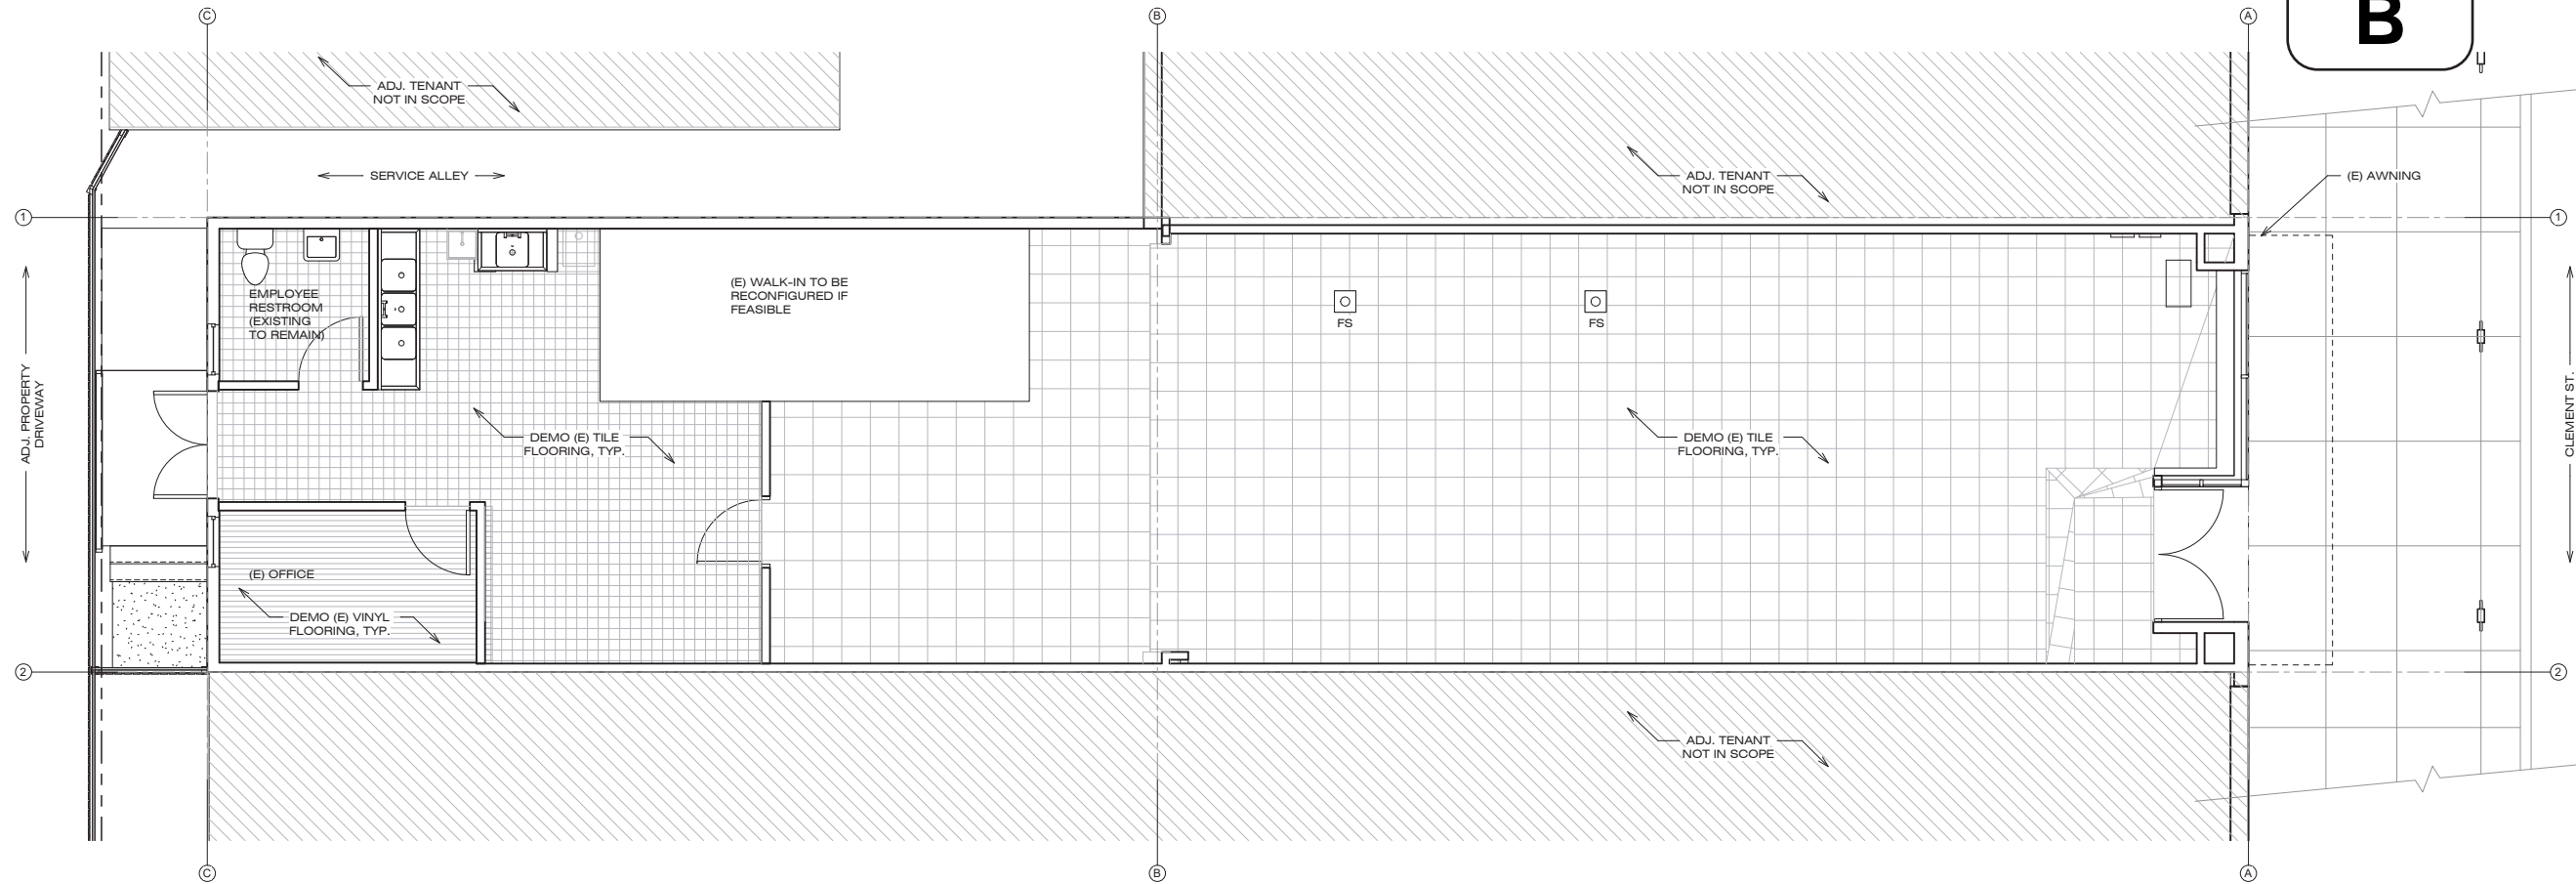 C
B
A
B
ADJ. TENANT
NOT IN SCOPE
SERVICE ALLEY
ADJ. TENANT
NOT IN SCOPE
(E) AWNING
1
1
EMPLOYEE
RESTROOM
(EXISTING
TO REMAIN)
(E) WALK-IN TO BE
RECONFIGURED IF
FEASIBLE
FS
FS
ADJ. PROPERTY
DRIVEWAY
CLEMENT ST.
DEMO (E) TILE
FLOORING, TYP.
DEMO (E) TILE
FLOORING, TYP.
(E) OFFICE
DEMO (E) VINYL
FLOORING, TYP.
2
2
ADJ. TENANT
NOT IN SCOPE
C
B
A